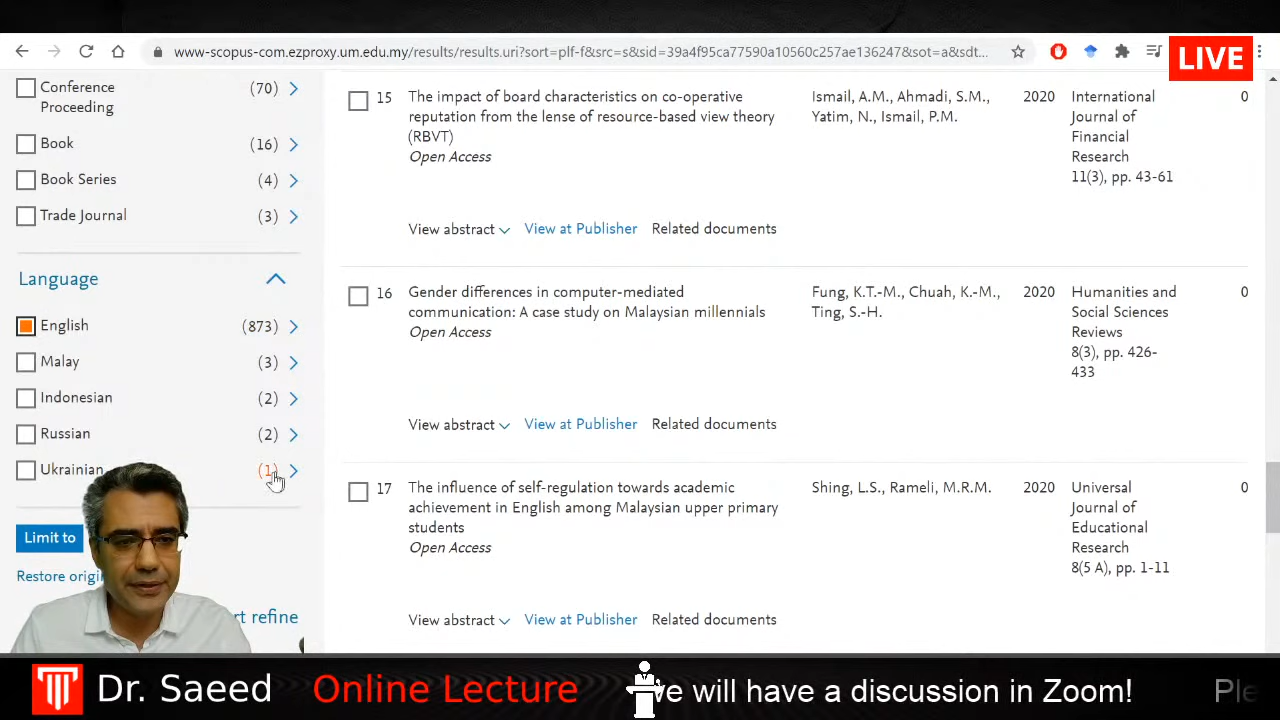 www-scopus-com.ezproxy.um.edu.my/results/results.uri?sort=plf-f&src=s&sid=39a4f95ca77590a10560c257ae136247&sot=a&sdt...
LIVE
Conference
Proceeding
(70)
Book
(16)
Book Series
(4)
Trade Journal
(3)
Language
English
(873)
Malay
(3)
Indonesian
(2)
Russian
(2)
Ukrainian
(1)
Limit to
Restore
refine
15
The impact of board characteristics on co-operative
reputation from the lense of resource-based view theory
(RBVT)
Open Access
Ismail, A.M., Ahmadi, S.M.,
Yatim, N., Ismail, P.M.
2020
International
Journal of
Financial
Research
11(3), pp. 43-61
0
View abstract
View at Publisher
Related documents
16
Gender differences in computer-mediated
communication: A case study on Malaysian millennials
Open Access
Fung, K.T.-M., Chuah, K.-M.,
Ting, S.-H.
2020
Humanities and
Social Sciences
Reviews
8(3), pp. 426-
433
0
View abstract
View at Publisher
Related documents
17
The influence of self-regulation towards academic
achievement in English among Malaysian upper primary
students
Open Access
Shing, L.S., Rameli, M.R.M.
2020
Universal
Journal of
Educational
Research
8(5 A), pp. 1-11
0
View abstract
View at Publisher
Related documents
Dr. Saeed
Online Lecture
we will have a discussion in Zoom!